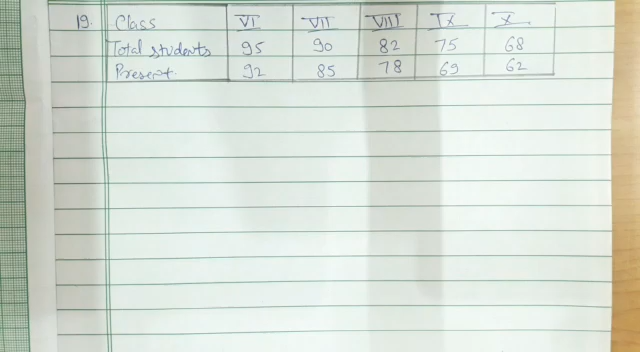 19. Class VI VII VIII IX X
Total students 95 90 82 75 68
Present. 92 85 78 69 62